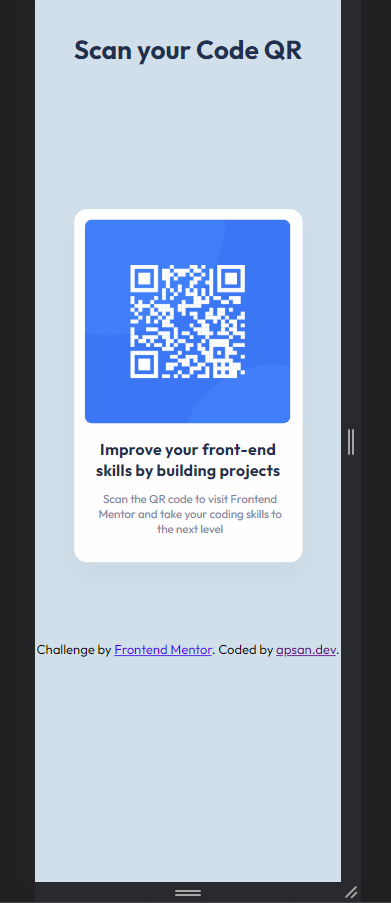 Scan your Code QR
Improve your front-end
skills by building projects
Scan the QR code to visit Frontend
Mentor and take your coding skills to
the next level
Challenge by Frontend Mentor. Coded by apsan.dev.